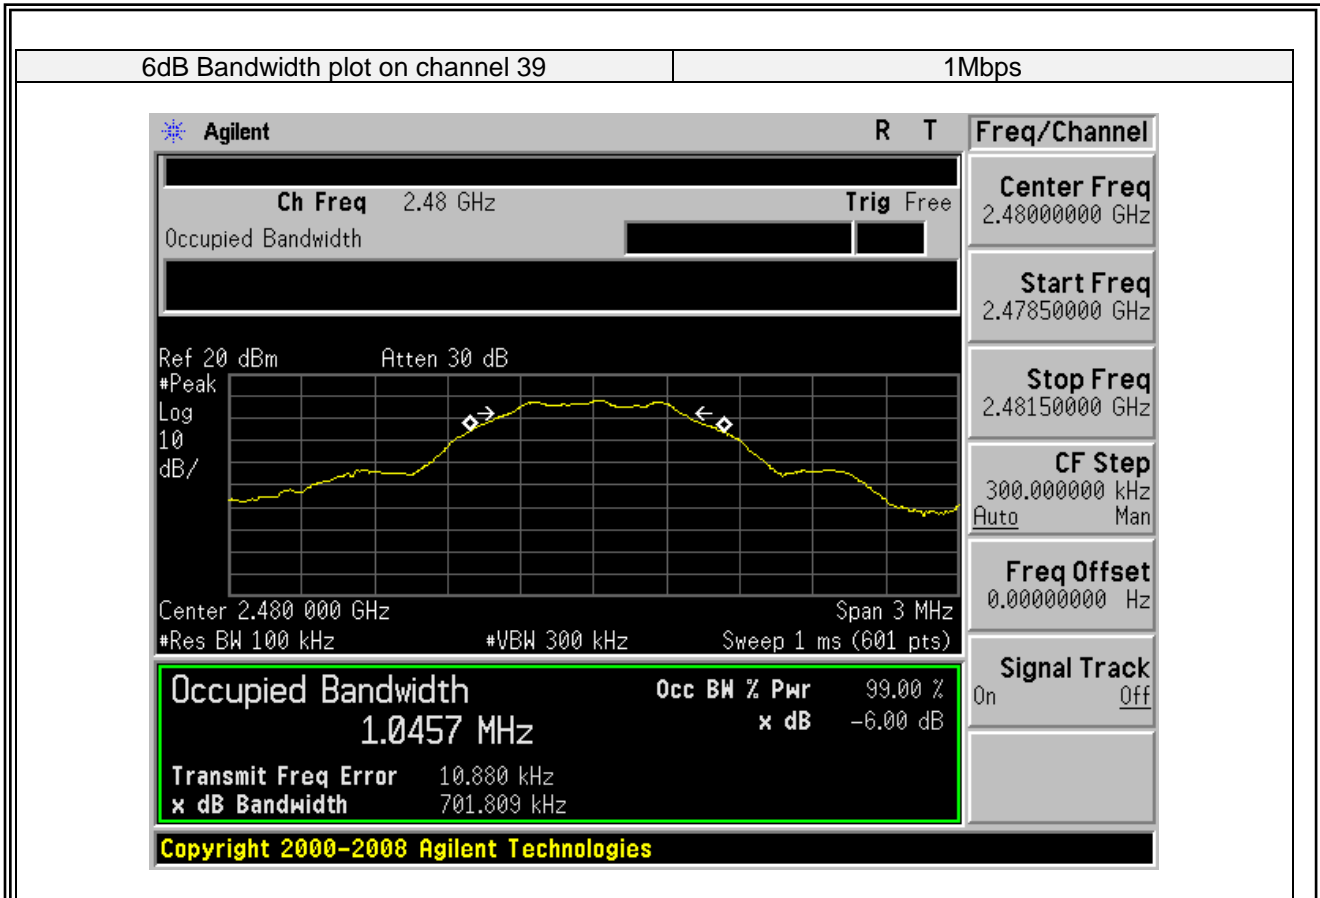 6dB Bandwidth plot on channel 39 1Mbps
Agilent R T Freq/Channel
Ch Freq 2.48 GHz Trig Free
Occupied Bandwidth
Center Freq
2.48000000 GHz
Start Freq
2.47850000 GHz
Stop Freq
2.48150000 GHz
CF Step
300.000000 kHz
Auto Man
Freq Offset
0.00000000 Hz
Signal Track
On Off
Ref 20 dBm Atten 30 dB
#Peak
Log
10
dB/
Center 2.480 000 GHz Span 3 MHz
#Res BW 100 kHz #VBW 300 kHz Sweep 1 ms (601 pts)
Occupied Bandwidth Occ BW % Pwr 99.00 %
1.0457 MHz x dB -6.00 dB
Transmit Freq Error 10.880 kHz
x dB Bandwidth 701.809 kHz
Copyright 2000-2008 Agilent Technologies